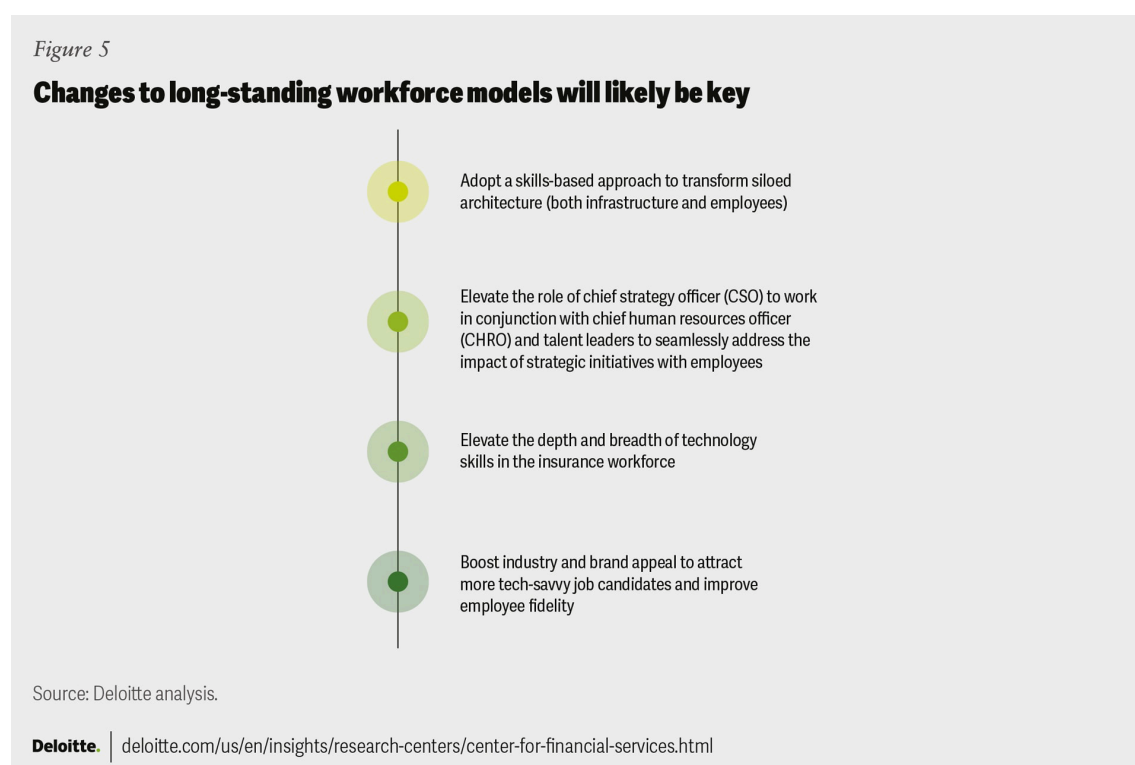 Figure 5
Changes to long-standing workforce models will likely be key
Adopt a skills-based approach to transform siloed
architecture (both infrastructure and employees)
Elevate the role of chief strategy officer (CSO) to work
in conjunction with chief human resources officer
(CHRO) and talent leaders to seamlessly address the
impact of strategic initiatives with employees
Elevate the depth and breadth of technology
skills in the insurance workforce
Boost industry and brand appeal to attract
more tech-savvy job candidates and improve
employee fidelity
Source: Deloitte analysis.
Deloitte. | deloitte.com/us/en/insights/research-centers/center-for-financial-services.html